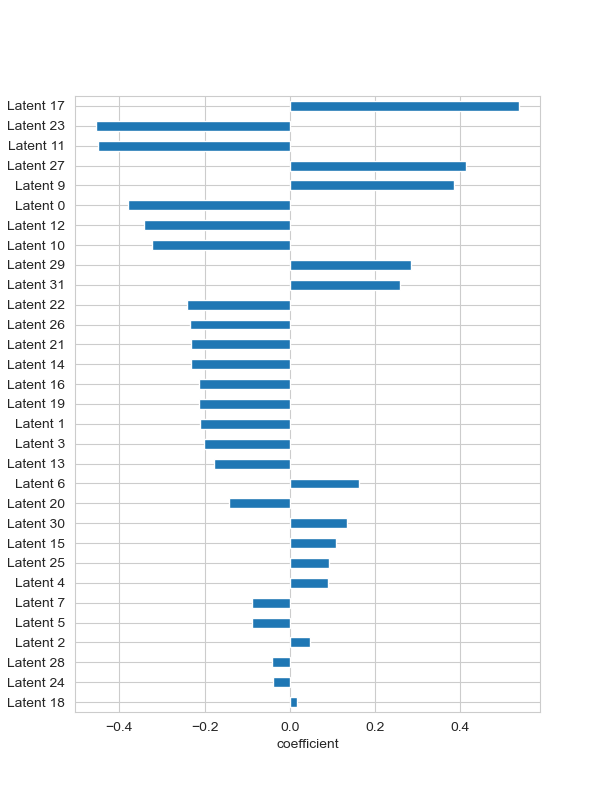 Latent 17
Latent 23
Latent 11
Latent 27
Latent 9
Latent 0
Latent 12
Latent 10
Latent 29
Latent 31
Latent 22
Latent 26
Latent 21
Latent 14
Latent 16
Latent 19
Latent 1
Latent 3
Latent 13
Latent 6
Latent 20
Latent 30
Latent 15
Latent 25
Latent 4
Latent 7
Latent 5
Latent 2
Latent 28
Latent 24
Latent 18
−0.4 −0.2 0.0 0.2 0.4
coefficient